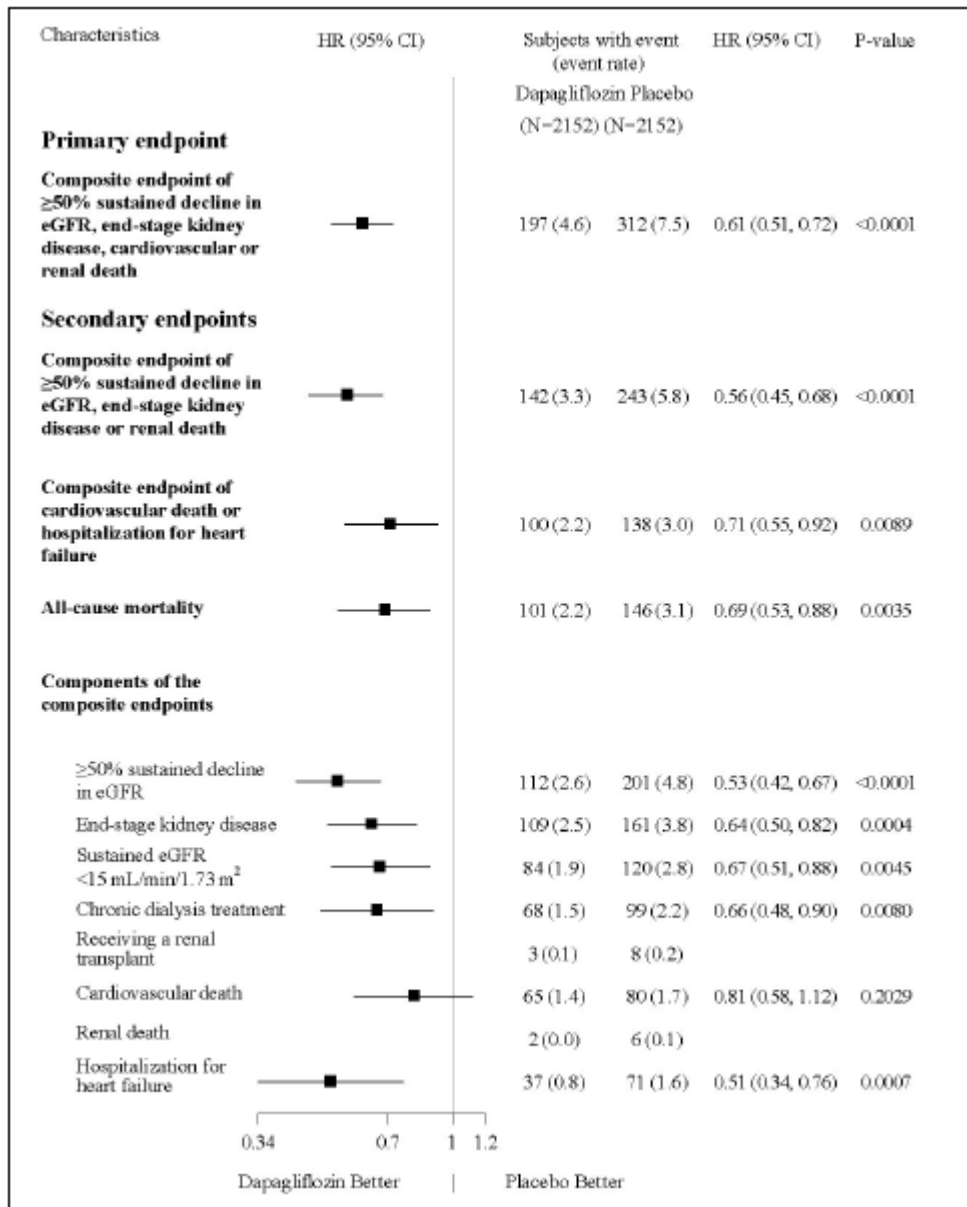 Characteristics HR (95% CI) Subjects with event HR (95% CI) P-value
(event rate)
Dapagliflozin Placebo
(N=2152) (N=2152)
Primary endpoint
Composite endpoint of
≥50% sustained decline in
eGFR, end-stage kidney 197 (4.6) 312 (7.5) 0.61 (0.51, 0.72) <0.0001
disease, cardiovascular or
renal death
Secondary endpoints
Composite endpoint of
≥50% sustained decline in
eGFR, end-stage kidney 142 (3.3) 243 (5.8) 0.56 (0.45, 0.68) <0.0001
disease or renal death
Composite endpoint of
cardiovascular death or
hospitalization for heart 100 (2.2) 138 (3.0) 0.71 (0.55, 0.92) 0.0089
failure
All-cause mortality 101 (2.2) 146 (3.1) 0.69 (0.53, 0.88) 0.0035
Components of the
composite endpoints
≥50% sustained decline
in eGFR 112 (2.6) 201 (4.8) 0.53 (0.42, 0.67) <0.0001
End-stage kidney disease 109 (2.5) 161 (3.8) 0.64 (0.50, 0.82) 0.0004
Sustained eGFR
<15 mL/min/1.73 m² 84 (1.9) 120 (2.8) 0.67 (0.51, 0.88) 0.0045
Chronic dialysis treatment 68 (1.5) 99 (2.2) 0.66 (0.48, 0.90) 0.0080
Receiving a renal
transplant 3 (0.1) 8 (0.2)
Cardiovascular death 65 (1.4) 80 (1.7) 0.81 (0.58, 1.12) 0.2029
Renal death 2 (0.0) 6 (0.1)
Hospitalization for
heart failure 37 (0.8) 71 (1.6) 0.51 (0.34, 0.76) 0.0007
0.34 0.7 1 1.2
Dapagliflozin Better | Placebo Better